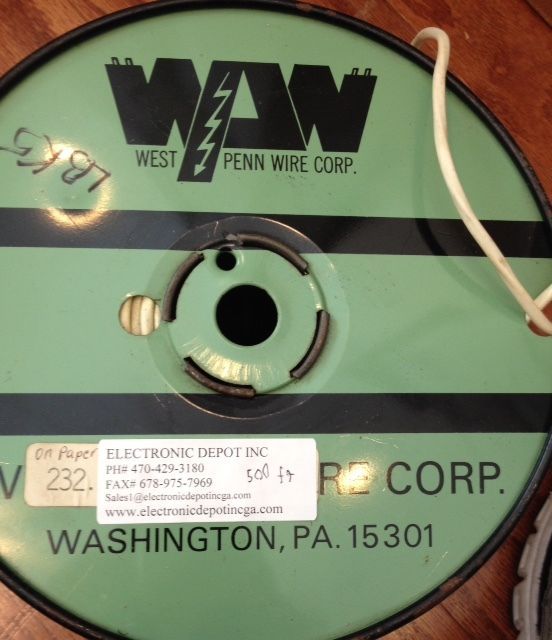 WPW
WEST PENN WIRE CORP.
LBK5
on Paper
232.
ELECTRONIC DEPOT INC
PH# 470-429-3180
FAX# 678-975-7969
Sales1@electronicdepotincga.com
www.electronicdepotincga.com
500 ft
RE CORP.
WASHINGTON, PA. 15301